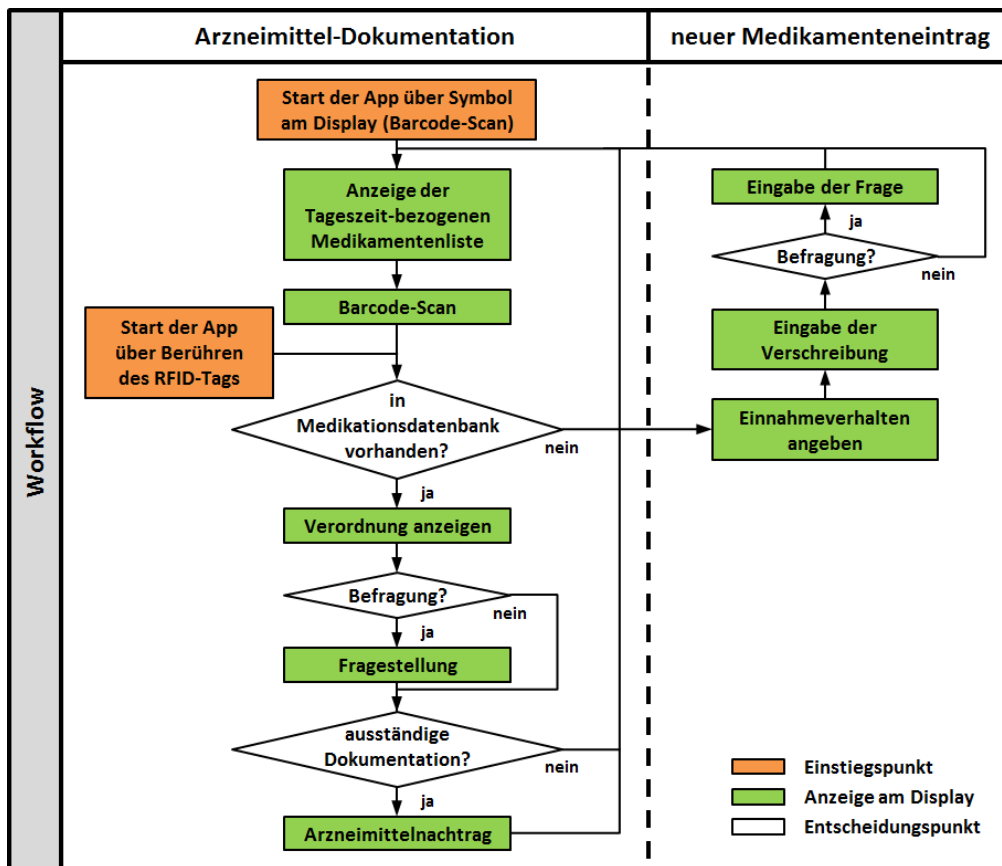 Arzneimittel-Dokumentation
neuer Medikamenteneintrag
Workflow
Start der App über Symbol
am Display (Barcode-Scan)
Anzeige der
Tageszeit-bezogenen
Medikamentenliste
Barcode-Scan
Start der App
über Berühren
des RFID-Tags
in
Medikationsdatenbank
vorhanden?
nein
ja
Verordnung anzeigen
Befragung?
nein
ja
Fragestellung
ausständige
Dokumentation?
nein
ja
Arzneimittelnachtrag
Eingabe der Frage
ja
Befragung?
nein
Eingabe der
Verschreibung
Einnahmeverhalten
angeben
Einstiegspunkt
Anzeige am Display
Entscheidungspunkt